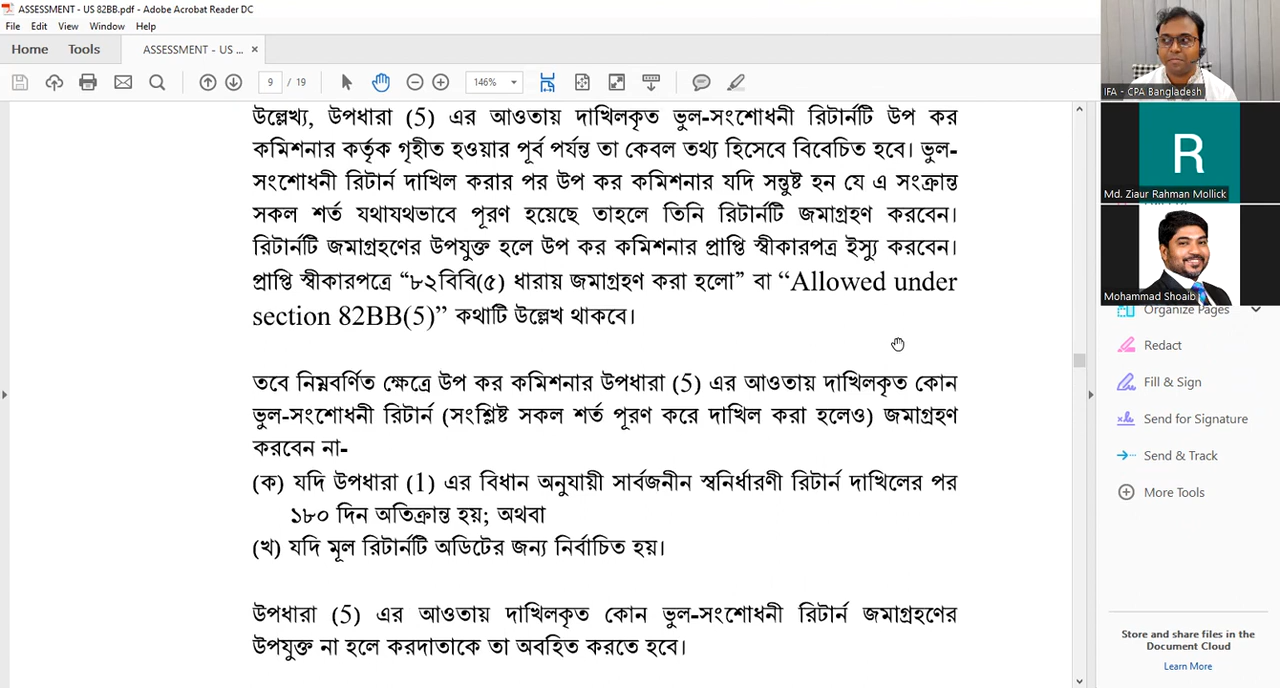 ASSESSMENT - US 82BB.pdf - Adobe Acrobat Reader DC
File Edit View Window Help
Home Tools ASSESSMENT - US ... ×
9 / 19 146%
উল্লেখ্য, উপধারা (5) এর আওতায় দাখিলকৃত ভুল-সংশোধনী রিটার্নটি উপ কর
কমিশনার কর্তৃক গৃহীত হওয়ার পূর্ব পর্যন্ত তা কেবল তথ্য হিসেবে বিবেচিত হবে। ভুল-
সংশোধনী রিটার্ন দাখিল করার পর উপ কর কমিশনার যদি সন্তুষ্ট হন যে এ সংক্রান্ত
সকল শর্ত যথাযথভাবে পূরণ হয়েছে তাহলে তিনি রিটার্নটি জমাগ্রহণ করবেন।
রিটার্নটি জমাগ্রহণের উপযুক্ত হলে উপ কর কমিশনার প্রাপ্তি স্বীকারপত্র ইস্যু করবেন।
প্রাপ্তি স্বীকারপত্রে “৮২বিবি(৫) ধারায় জমাগ্রহণ করা হলো” বা “Allowed under
section 82BB(5)” কথাটি উল্লেখ থাকবে।
তবে নিম্নবর্ণিত ক্ষেত্রে উপ কর কমিশনার উপধারা (5) এর আওতায় দাখিলকৃত কোন
ভুল-সংশোধনী রিটার্ন (সংশ্লিষ্ট সকল শর্ত পূরণ করে দাখিল করা হলেও) জমাগ্রহণ
করবেন না-
(ক) যদি উপধারা (1) এর বিধান অনুযায়ী সার্বজনীন স্বনির্ধারণী রিটার্ন দাখিলের পর
১৮০ দিন অতিক্রান্ত হয়; অথবা
(খ) যদি মূল রিটার্নটি অডিটের জন্য নির্বাচিত হয়।
উপধারা (5) এর আওতায় দাখিলকৃত কোন ভুল-সংশোধনী রিটার্ন জমাগ্রহণের
উপযুক্ত না হলে করদাতাকে তা অবহিত করতে হবে।
IFA - CPA Bangladesh
R
Md. Ziaur Rahman Mollick
Mohammad Shoaib
Organize Pages
Redact
Fill & Sign
Send for Signature
Send & Track
More Tools
Store and share files in the
Document Cloud
Learn More